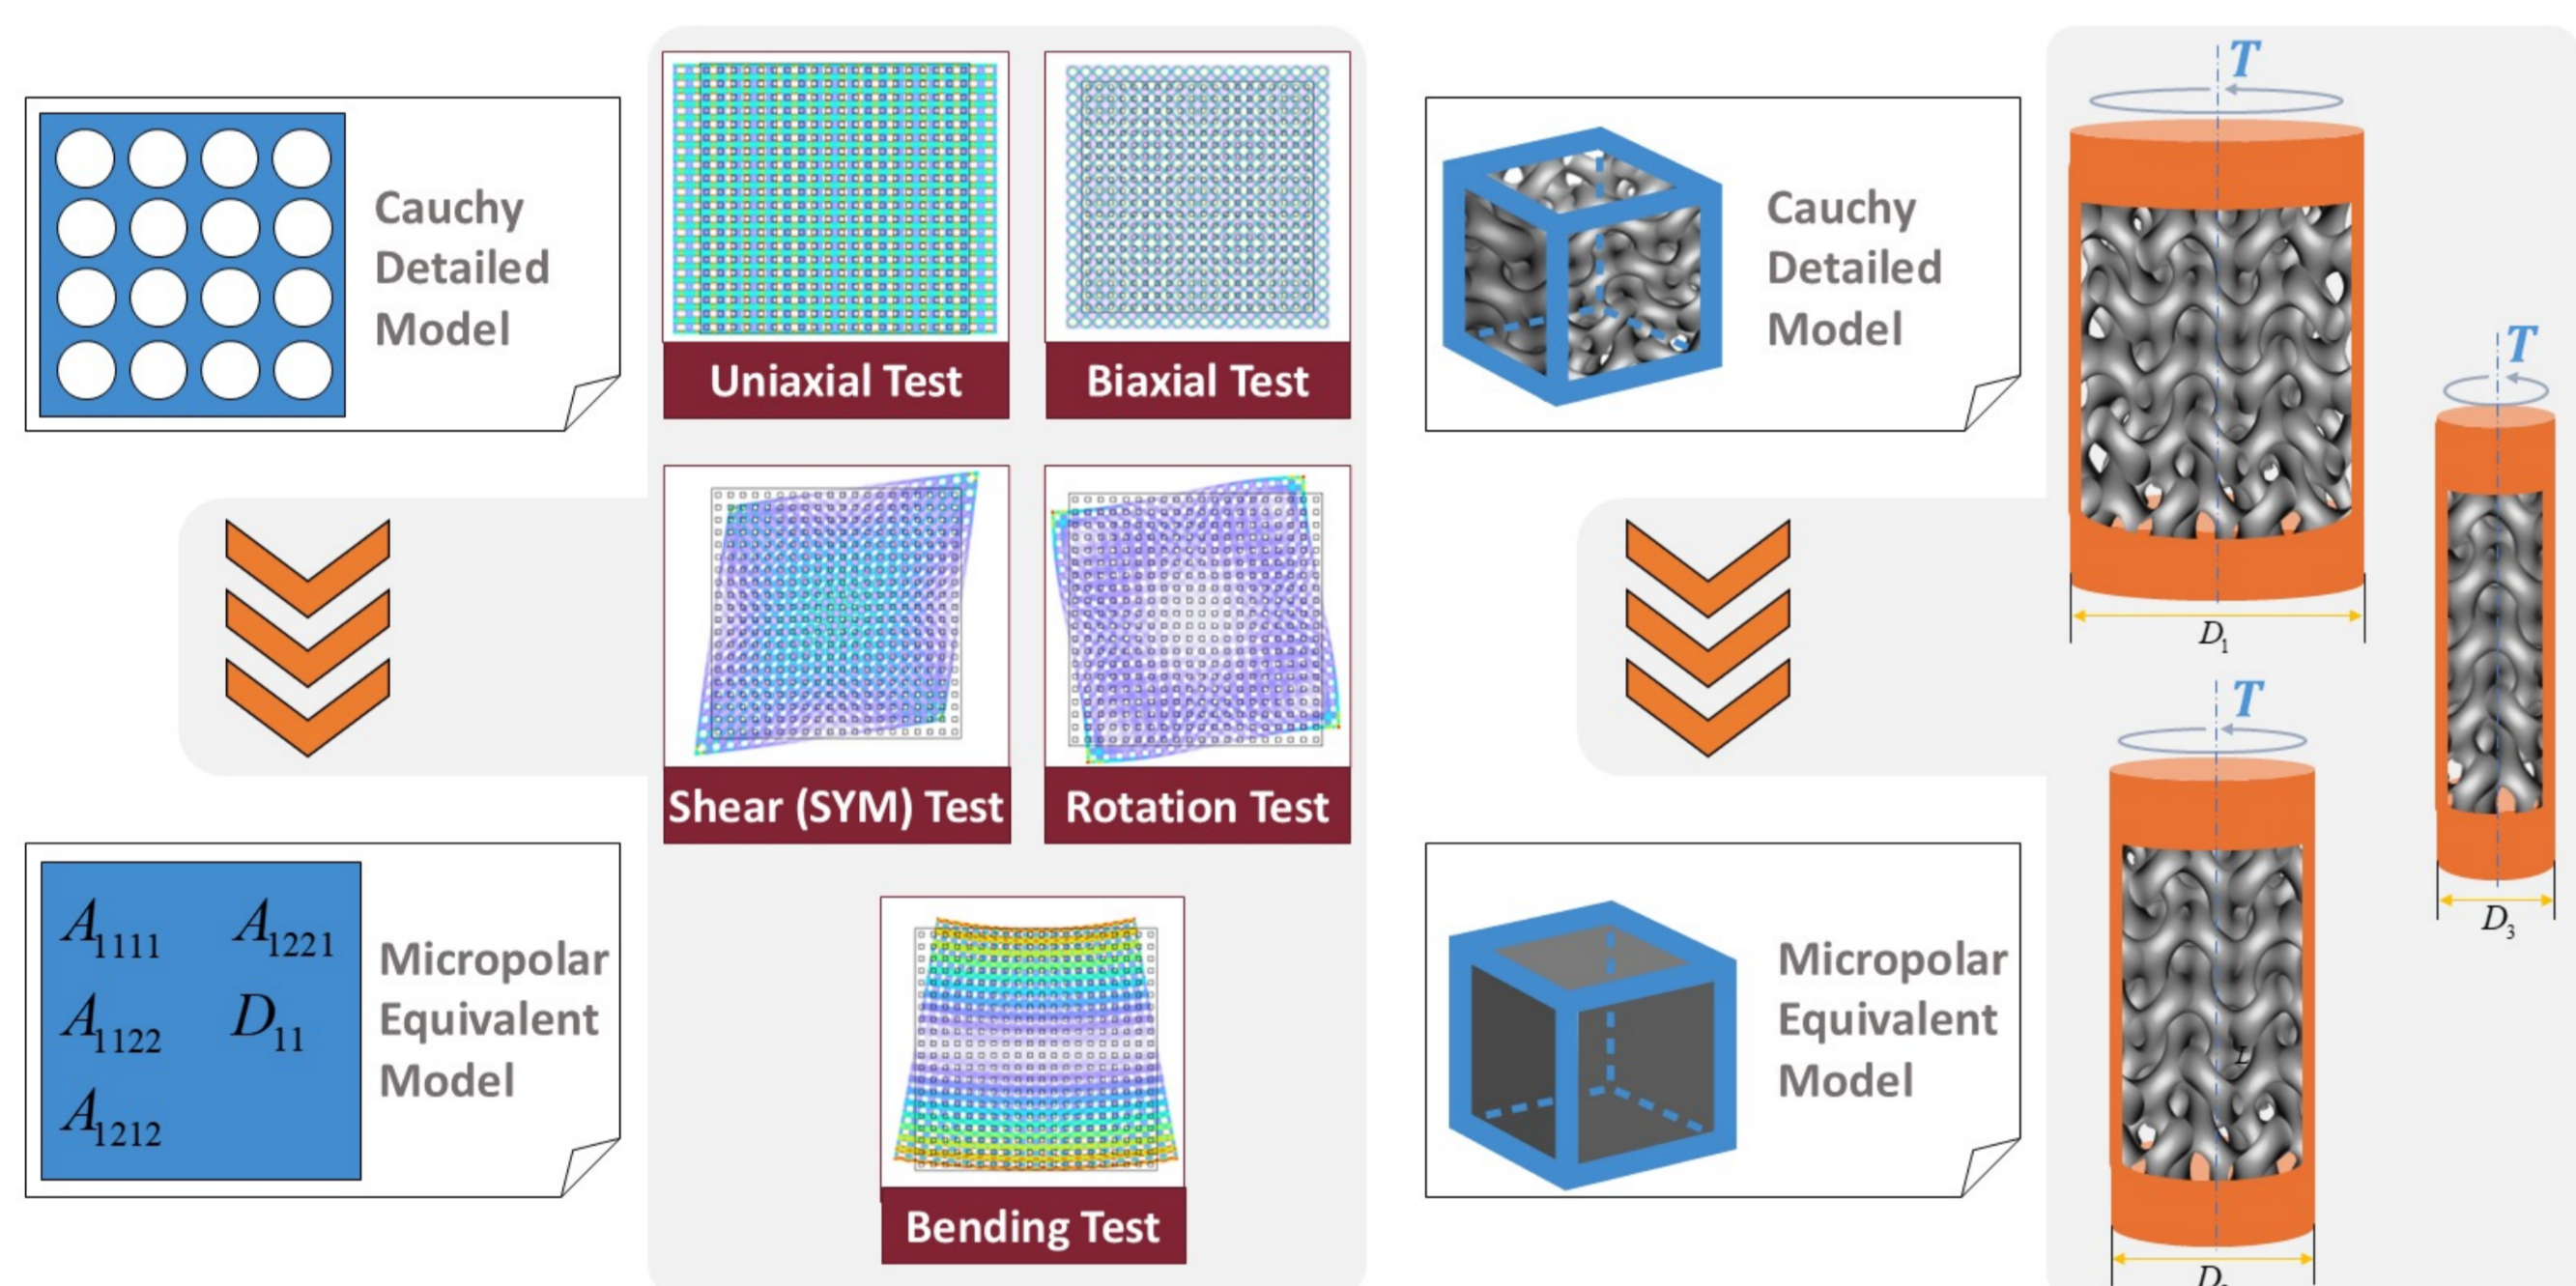 Cauchy
Detailed
Model
Uniaxial Test
Biaxial Test
Shear (SYM) Test
Rotation Test
Bending Test
A1111 A1221
A1122 D11
A1212
Micropolar
Equivalent
Model
Cauchy
Detailed
Model
Micropolar
Equivalent
Model
T
D1
T
D3
T
D